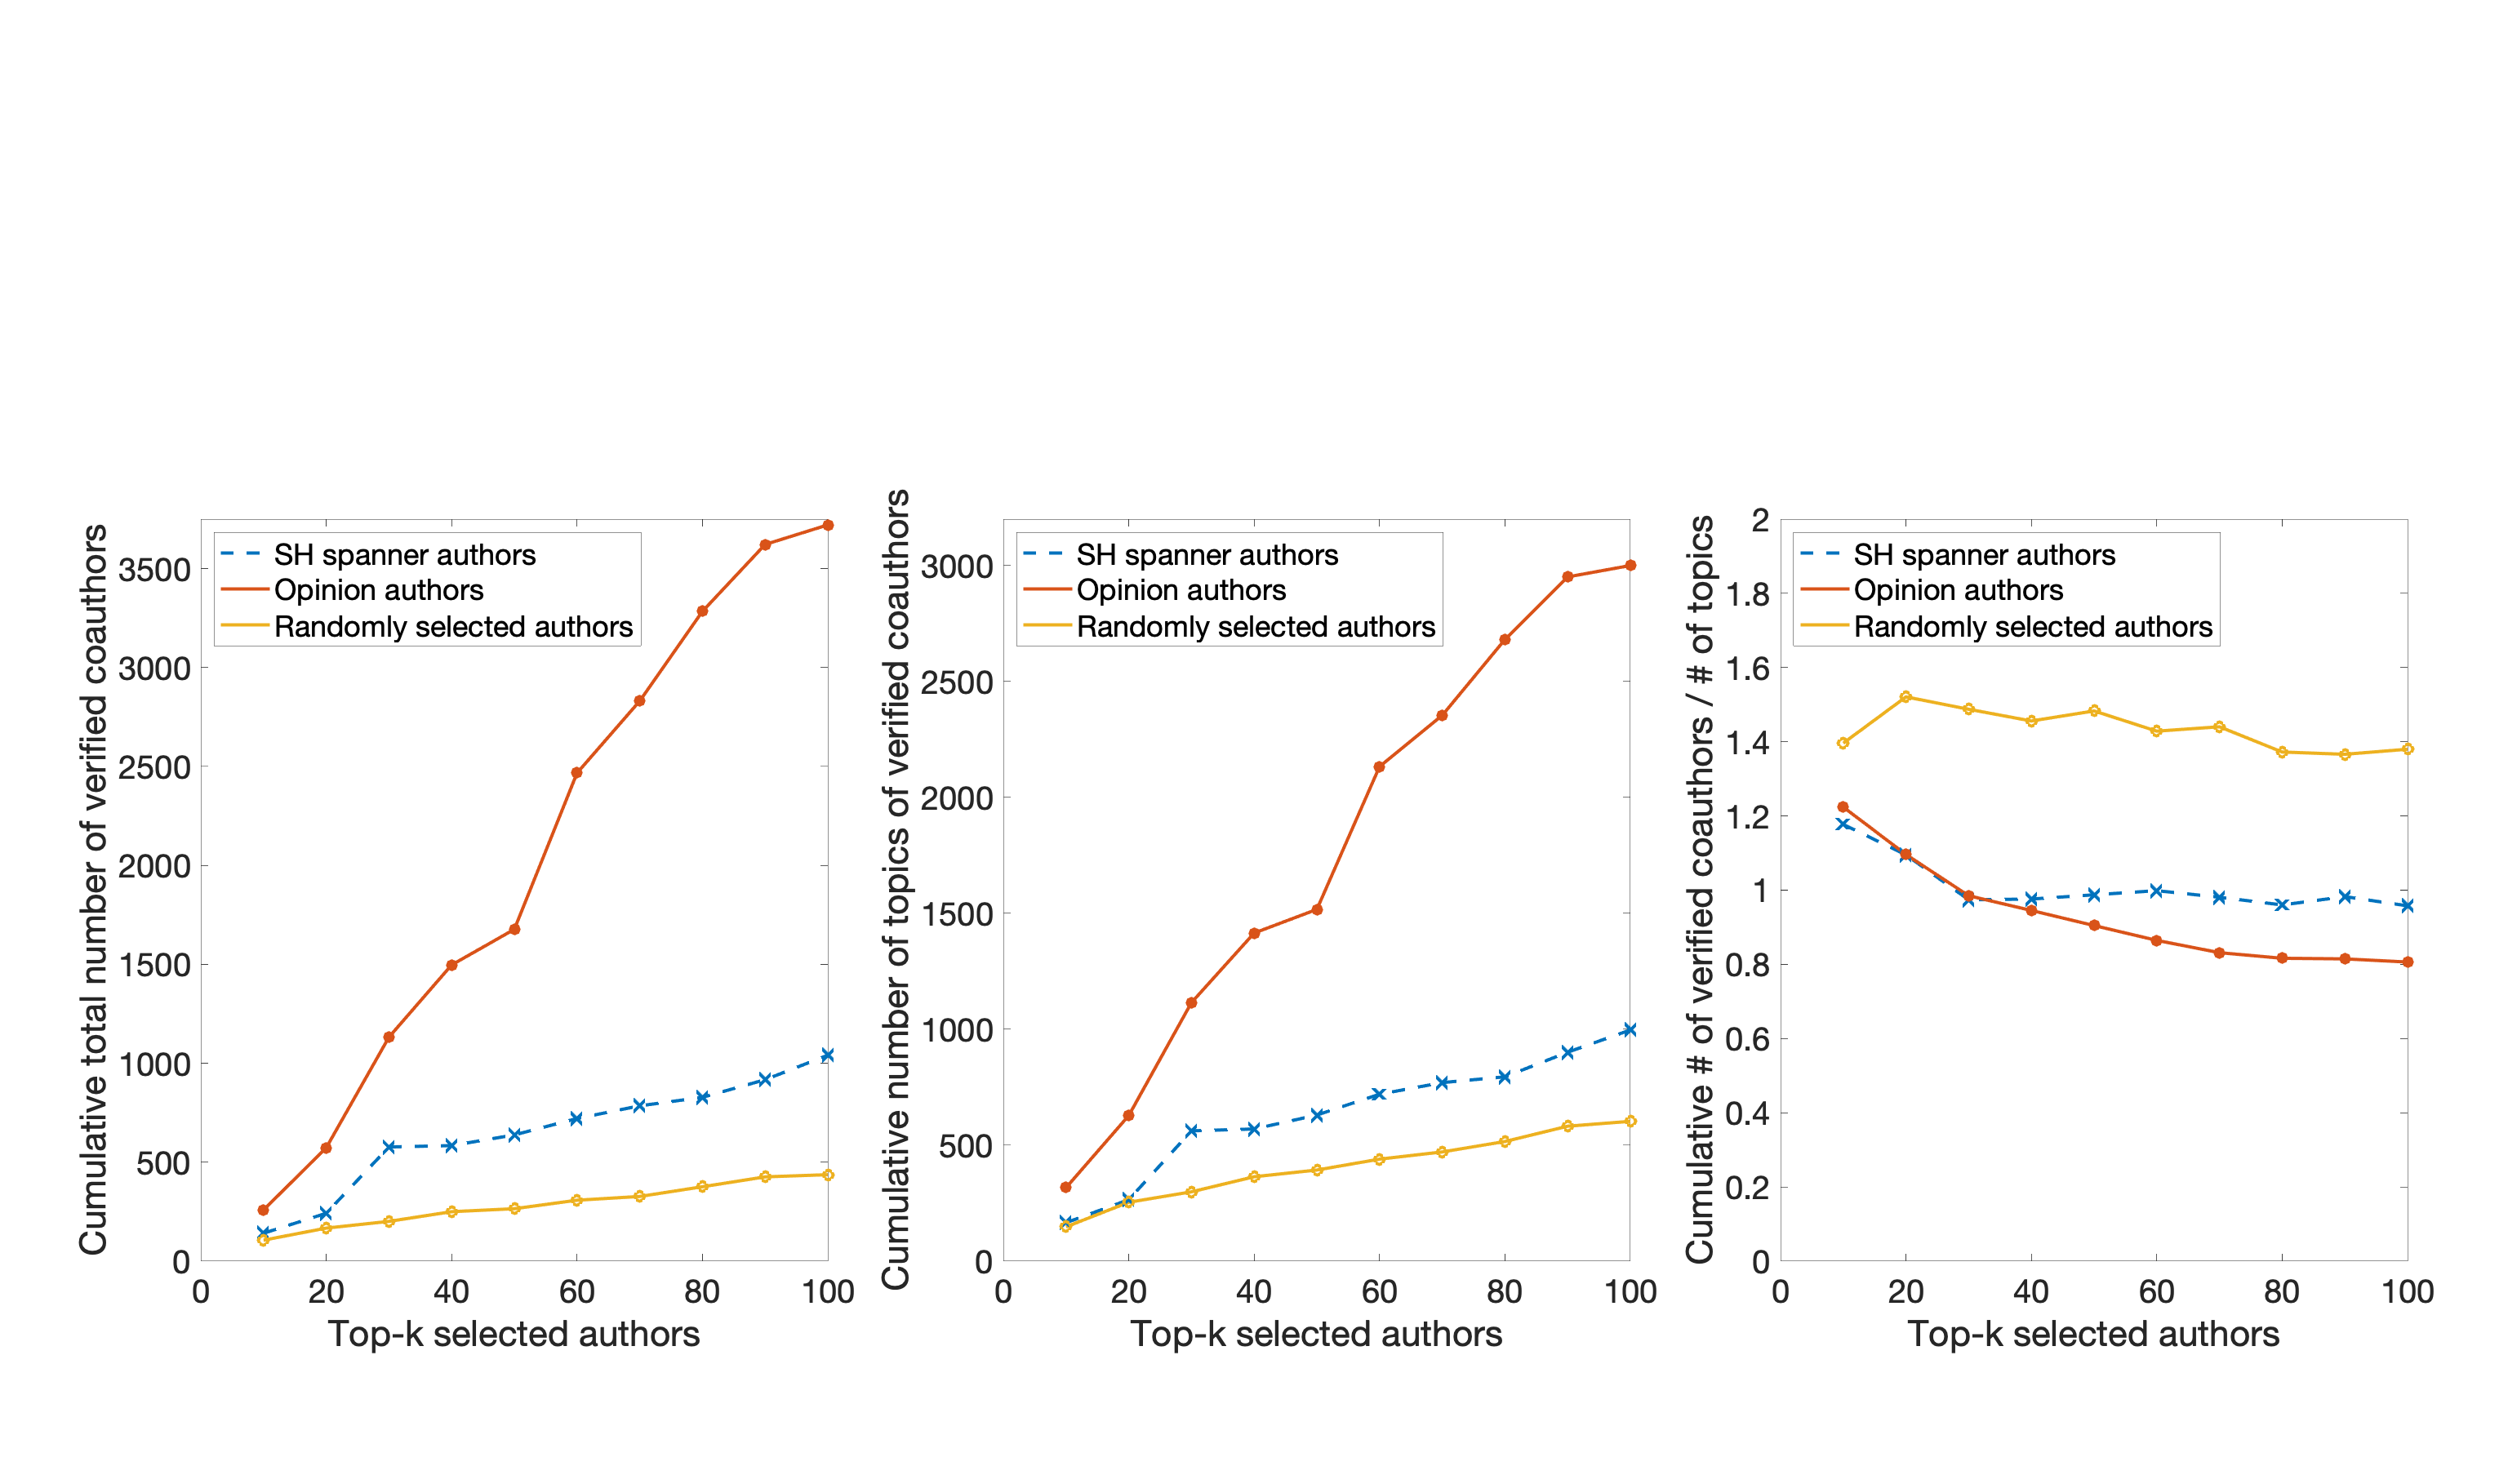 Cumulative total number of verified coauthors
3500
3000
2500
2000
1500
1000
500
0
0 20 40 60 80 100
Top-k selected authors
SH spanner authors
Opinion authors
Randomly selected authors
Cumulative number of topics of verified coauthors
3000
2500
2000
1500
1000
500
0
0 20 40 60 80 100
Top-k selected authors
SH spanner authors
Opinion authors
Randomly selected authors
Cumulative # of verified coauthors / # of topics
2
1.8
1.6
1.4
1.2
1
0.8
0.6
0.4
0.2
0
0 20 40 60 80 100
Top-k selected authors
SH spanner authors
Opinion authors
Randomly selected authors